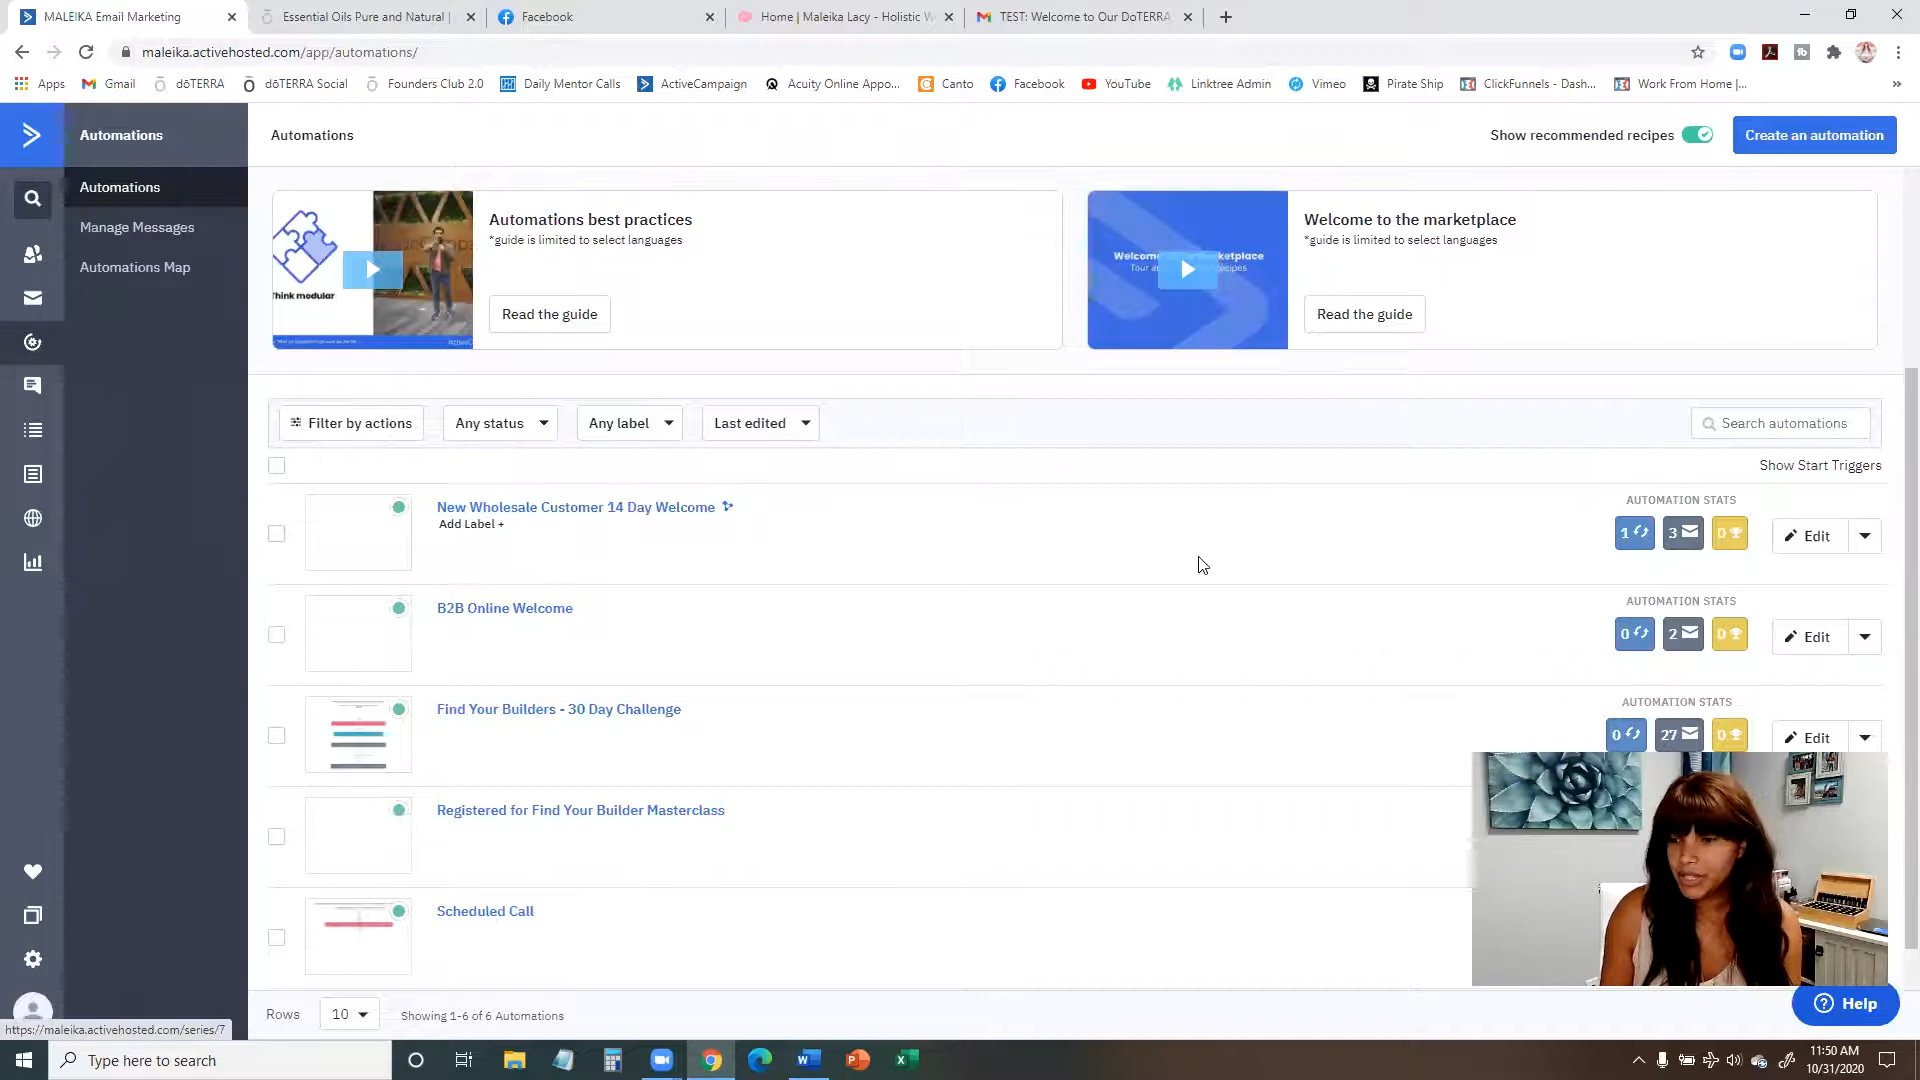 MALEIKA Email Marketing
Essential Oils Pure and Natural |
Facebook
Home | Maleika Lacy - Holistic W
TEST: Welcome to Our DoTERRA
maleika.activehosted.com/app/automations/
Apps
Gmail
dōTERRA
dōTERRA Social
Founders Club 2.0
Daily Mentor Calls
ActiveCampaign
Acuity Online Appo...
Canto
Facebook
YouTube
Linktree Admin
Vimeo
Pirate Ship
ClickFunnels - Dash...
Work From Home |...
»
Automations
Automations
Show recommended recipes
Create an automation
Automations
Manage Messages
Automations Map
Automations best practices
*guide is limited to select languages
Read the guide
Welcome to the marketplace
*guide is limited to select languages
Read the guide
Filter by actions
Any status
Any label
Last edited
Search automations
Show Start Triggers
New Wholesale Customer 14 Day Welcome
Add Label +
AUTOMATION STATS
1 3 0
Edit
B2B Online Welcome
AUTOMATION STATS
0 2 0
Edit
Find Your Builders - 30 Day Challenge
AUTOMATION STATS
0 27 0
Edit
Registered for Find Your Builder Masterclass
Scheduled Call
Help
Rows
10
Showing 1-6 of 6 Automations
https://maleika.activehosted.com/series/7
Type here to search
11:50 AM
10/31/2020